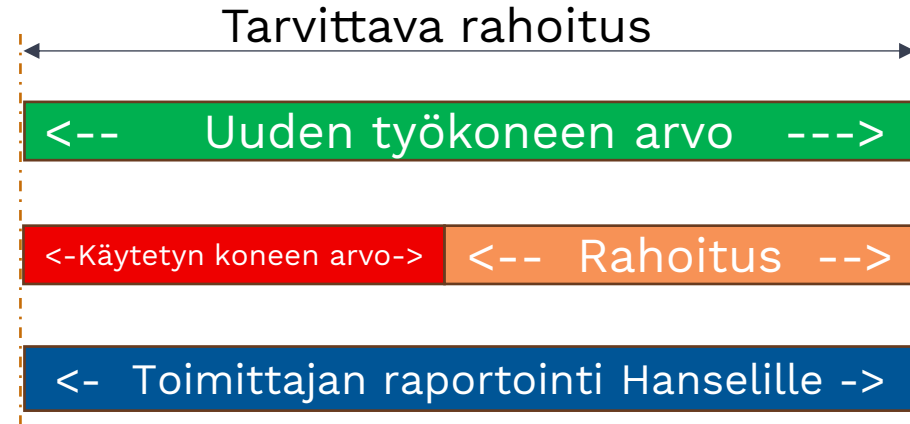 Tarvittava rahoitus
<-- Uuden työkoneen arvo --->
<-Käytetyn koneen arvo-> <-- Rahoitus -->
<- Toimittajan raportointi Hanselille ->